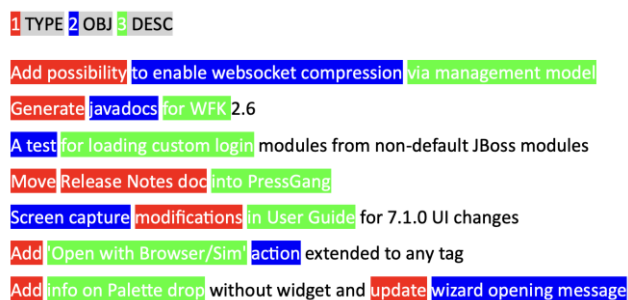 1 TYPE 2 OBJ 3 DESC
Add possibility to enable websocket compression via management model
Generate javadocs for WFK 2.6
A test for loading custom login modules from non-default JBoss modules
Move Release Notes doc into PressGang
Screen capture modifications in User Guide for 7.1.0 UI changes
Add 'Open with Browser/Sim' action extended to any tag
Add info on Palette drop without widget and update wizard opening message